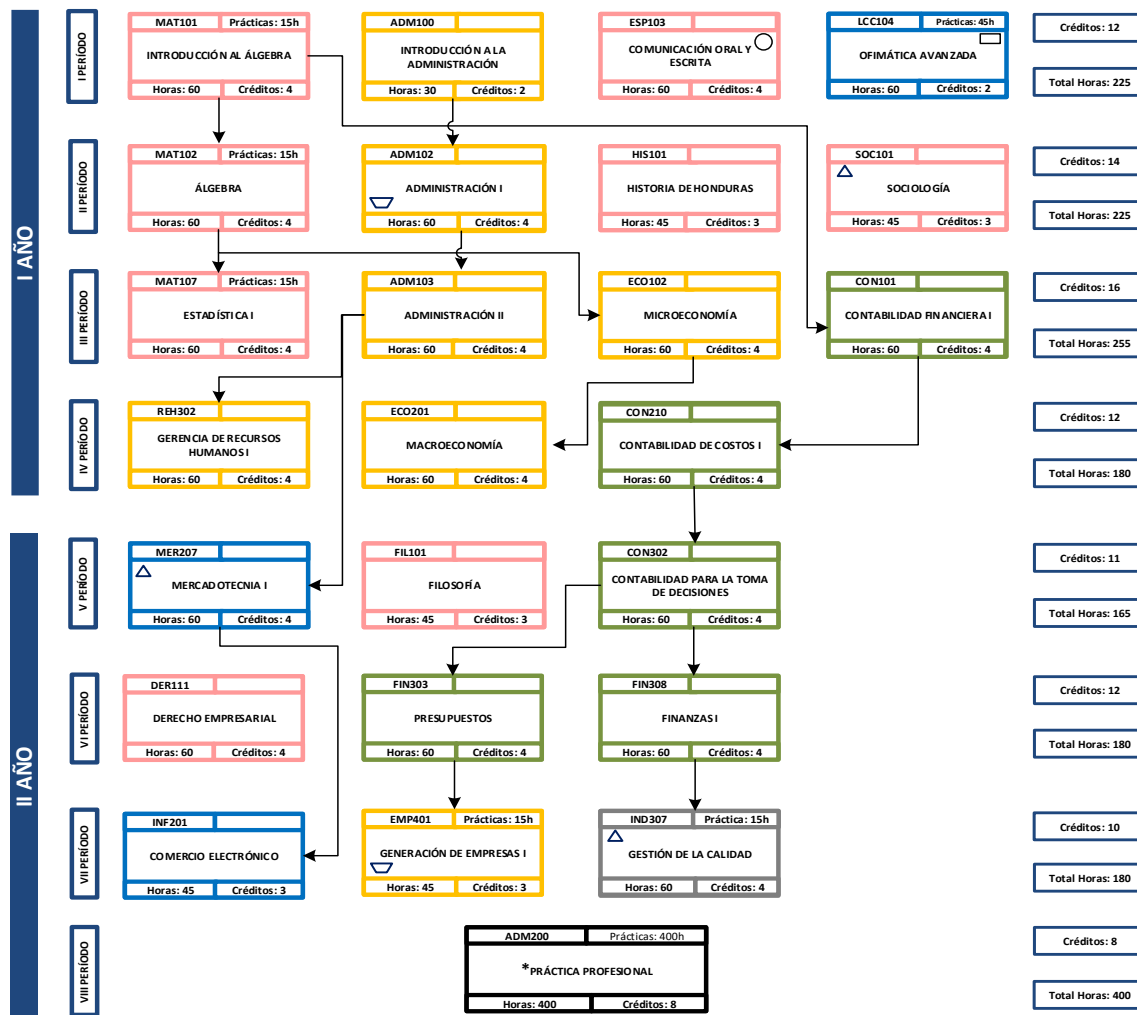 I AÑO
I PERÍODO
MAT101 Prácticas: 15h
INTRODUCCIÓN AL ÁLGEBRA
Horas: 60 Créditos: 4
ADM100
INTRODUCCIÓN A LA
ADMINISTRACIÓN
Horas: 30 Créditos: 2
ESP103
COMUNICACIÓN ORAL Y
ESCRITA
Horas: 60 Créditos: 4
LCC104 Prácticas: 45h
OFIMÁTICA AVANZADA
Horas: 60 Créditos: 2
Créditos: 12
Total Horas: 225
II PERÍODO
MAT102 Prácticas: 15h
ÁLGEBRA
Horas: 60 Créditos: 4
ADM102
ADMINISTRACIÓN I
Horas: 60 Créditos: 4
HIS101
HISTORIA DE HONDURAS
Horas: 45 Créditos: 3
SOC101
SOCIOLOGÍA
Horas: 45 Créditos: 3
Créditos: 14
Total Horas: 225
III PERÍODO
MAT107 Prácticas: 15h
ESTADÍSTICA I
Horas: 60 Créditos: 4
ADM103
ADMINISTRACIÓN II
Horas: 60 Créditos: 4
ECO102
MICROECONOMÍA
Horas: 60 Créditos: 4
CON101
CONTABILIDAD FINANCIERA I
Horas: 60 Créditos: 4
Créditos: 16
Total Horas: 255
IV PERÍODO
REH302
GERENCIA DE RECURSOS
HUMANOS I
Horas: 60 Créditos: 4
ECO201
MACROECONOMÍA
Horas: 60 Créditos: 4
CON210
CONTABILIDAD DE COSTOS I
Horas: 60 Créditos: 4
Créditos: 12
Total Horas: 180
II AÑO
V PERÍODO
MER207
MERCADOTECNIA I
Horas: 60 Créditos: 4
FIL101
FILOSOFÍA
Horas: 45 Créditos: 3
CON302
CONTABILIDAD PARA LA TOMA
DE DECISIONES
Horas: 60 Créditos: 4
Créditos: 11
Total Horas: 165
VI PERÍODO
DER111
DERECHO EMPRESARIAL
Horas: 60 Créditos: 4
FIN303
PRESUPUESTOS
Horas: 60 Créditos: 4
FIN308
FINANZAS I
Horas: 60 Créditos: 4
Créditos: 12
Total Horas: 180
VII PERÍODO
INF201
COMERCIO ELECTRÓNICO
Horas: 45 Créditos: 3
EMP401 Prácticas: 15h
GENERACIÓN DE EMPRESAS I
Horas: 45 Créditos: 3
IND307 Práctica: 15h
GESTIÓN DE LA CALIDAD
Horas: 60 Créditos: 4
Créditos: 10
Total Horas: 180
VIII PERÍODO
ADM200 Prácticas: 400h
*PRÁCTICA PROFESIONAL
Horas: 400 Créditos: 8
Créditos: 8
Total Horas: 400